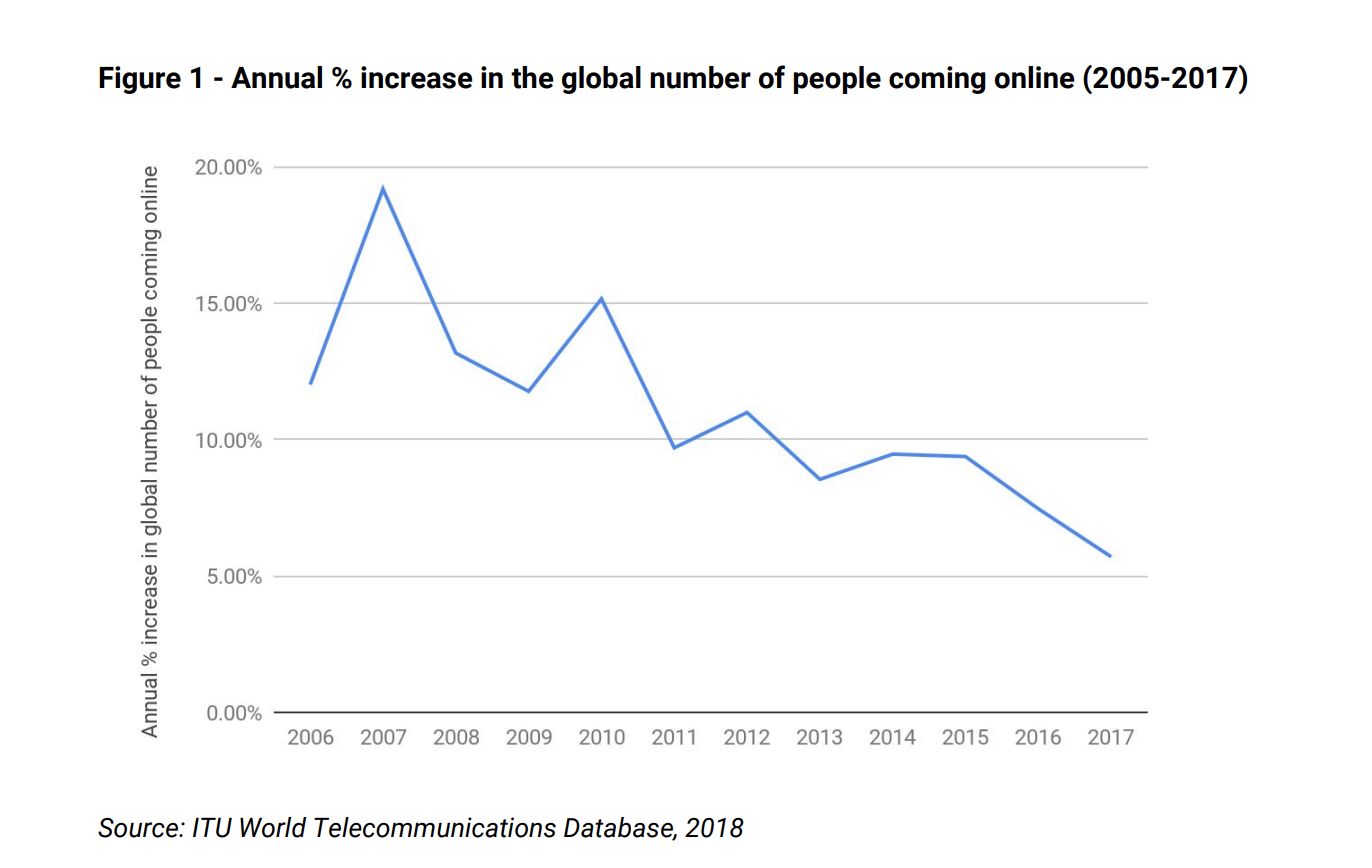 Figure 1 - Annual % increase in the global number of people coming online (2005-2017)
Annual % increase in global number of people coming online
20.00%
15.00%
10.00%
5.00%
0.00%
2006 2007 2008 2009 2010 2011 2012 2013 2014 2015 2016 2017
Source: ITU World Telecommunications Database, 2018